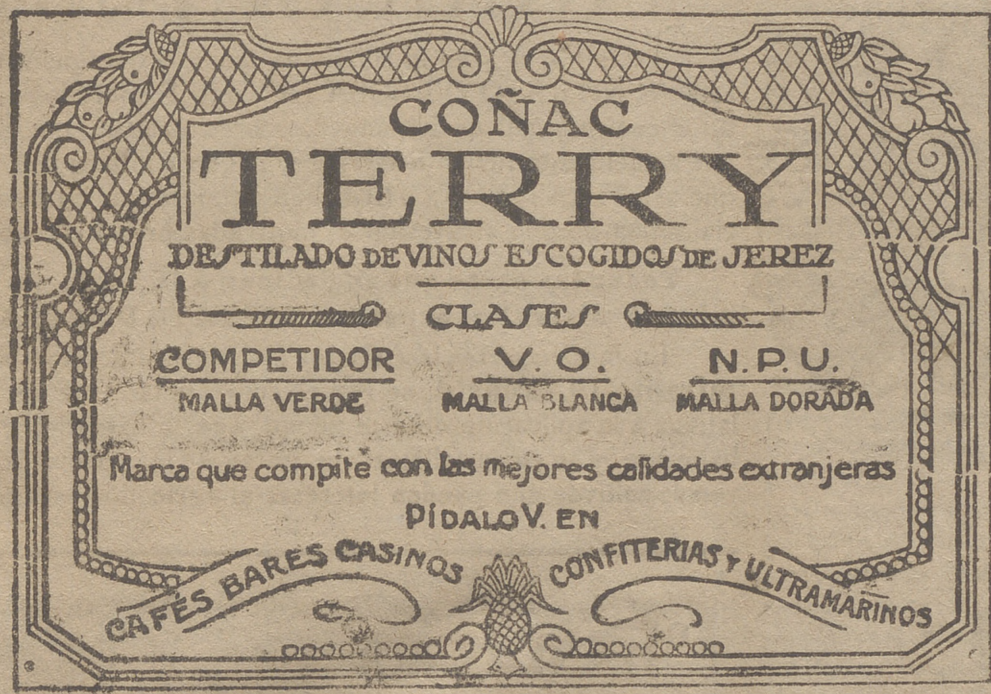 COÑAC
TERRY
DESTILADO DE VINOS ESCOGIDOS DE JEREZ
CLASES
COMPETIDOR V. O. N. P. U.
MALLA VERDE MALLA BLANCA MALLA DORADA
Marca que compite con las mejores calidades extranjeras
PÍDALO V. EN
CAFÉS BARES CASINOS CONFITERIAS Y ULTRAMARINOS